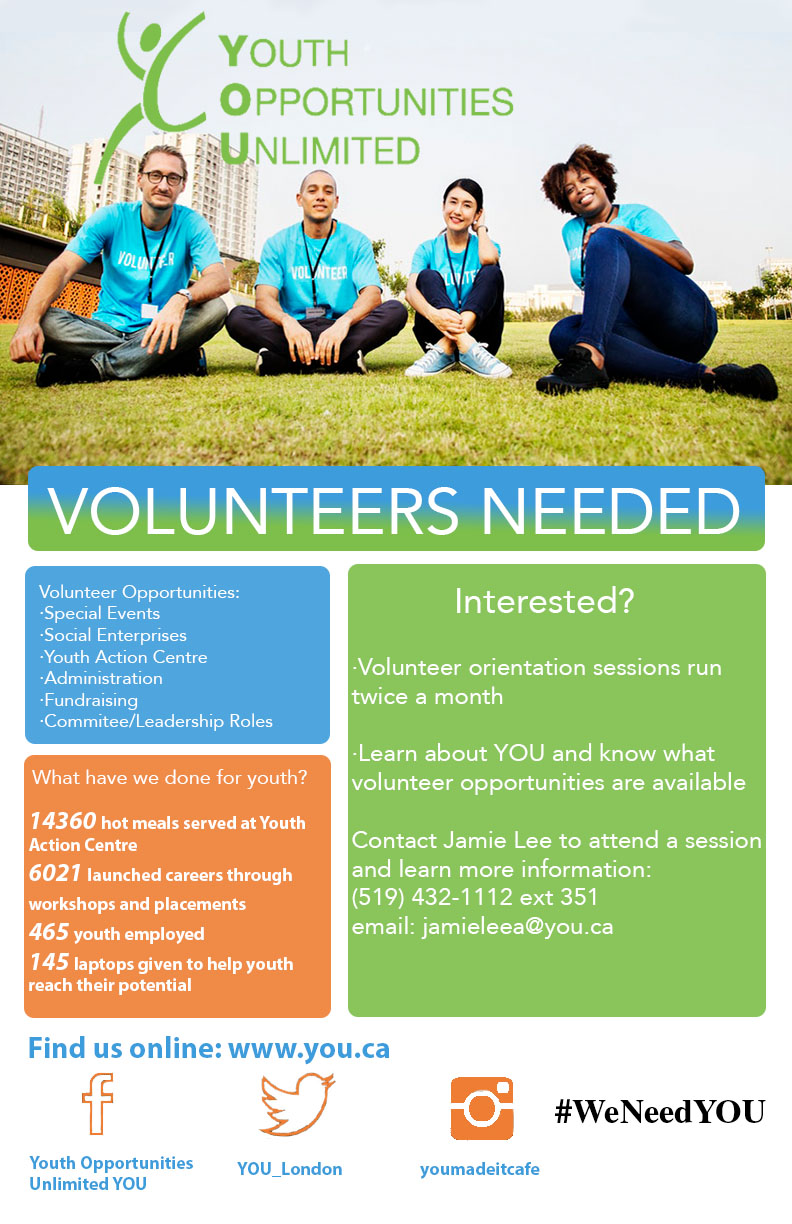 YOUTH
OPPORTUNITIES
UNLIMITED
VOLUNTEER
VOLUNTEER
VOLUNTEERS NEEDED
Volunteer Opportunities:
·Special Events
·Social Enterprises
·Youth Action Centre
·Administration
·Fundraising
·Commitee/Leadership Roles
What have we done for youth?
14360 hot meals served at Youth
Action Centre
6021 launched careers through
workshops and placements
465 youth employed
145 laptops given to help youth
reach their potential
Interested?
·Volunteer orientation sessions run
twice a month
·Learn about YOU and know what
volunteer opportunities are available
Contact Jamie Lee to attend a session
and learn more information:
(519) 432-1112 ext 351
email: jamieleea@you.ca
Find us online: www.you.ca
#WeNeedYOU
Youth Opportunities
Unlimited YOU
YOU_London
youmadeitcafe